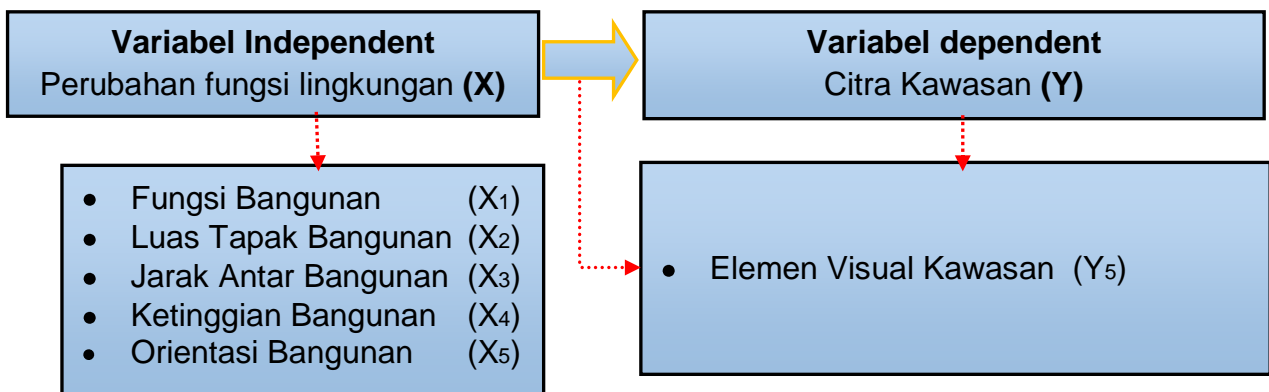 Variabel Independent
Perubahan fungsi lingkungan (X)
Variabel dependent
Citra Kawasan (Y)
• Fungsi Bangunan (X1)
• Luas Tapak Bangunan (X2)
• Jarak Antar Bangunan (X3)
• Ketinggian Bangunan (X4)
• Orientasi Bangunan (X5)
• Elemen Visual Kawasan (Y5)